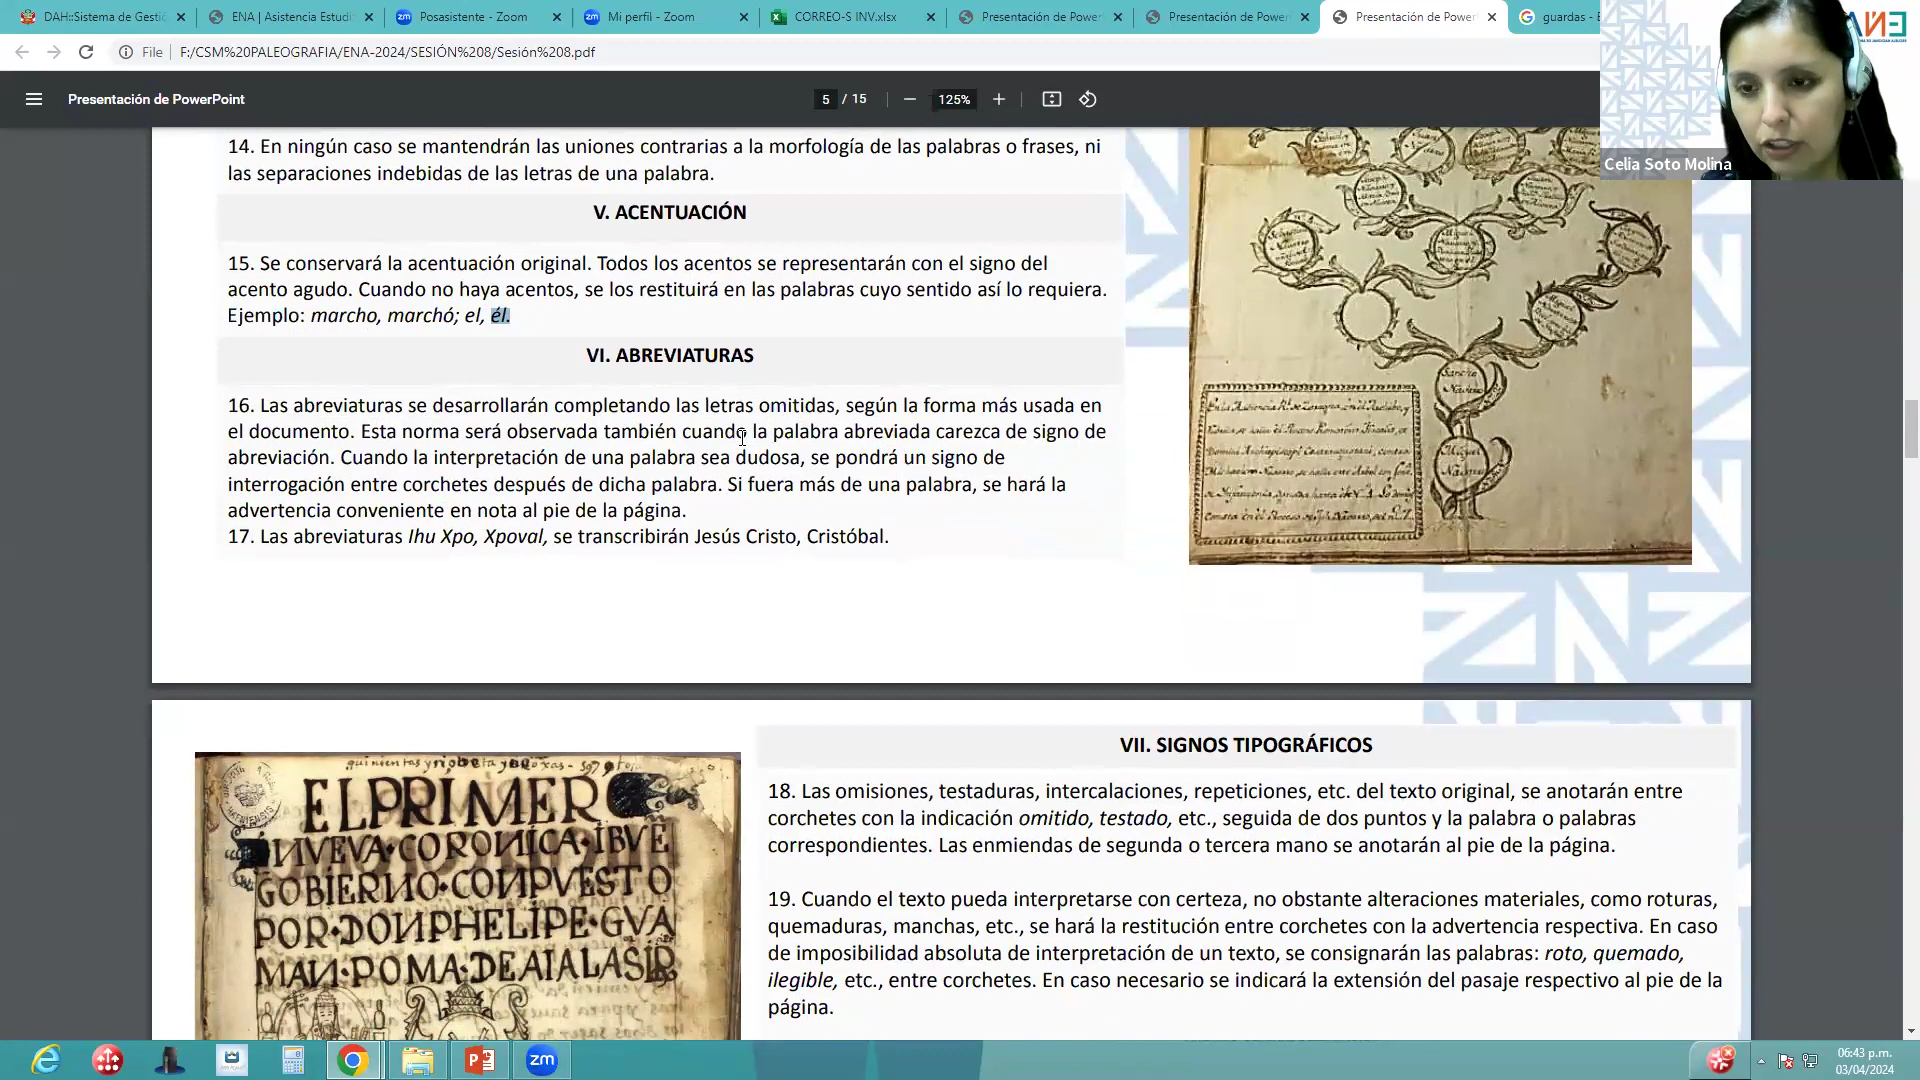 DAH::Sistema de Gestió
ENA | Asistencia Estudi
Posasistente - Zoom
Mi perfil - Zoom
CORREO-S INV.xlsx
Presentación de Power
Presentación de Power
Presentación de Power
guardas - B
File
F:/CSM%20PALEOGRAFIA/ENA-2024/SESIÓN%208/Sesión%208.pdf
Presentación de PowerPoint
5 / 15
125%
Celia Soto Molina
14. En ningún caso se mantendrán las uniones contrarias a la morfología de las palabras o frases, ni
las separaciones indebidas de las letras de una palabra.
V. ACENTUACIÓN
15. Se conservará la acentuación original. Todos los acentos se representarán con el signo del
acento agudo. Cuando no haya acentos, se los restituirá en las palabras cuyo sentido así lo requiera.
Ejemplo: marcho, marchó; el, él.
VI. ABREVIATURAS
16. Las abreviaturas se desarrollarán completando las letras omitidas, según la forma más usada en
el documento. Esta norma será observada también cuando la palabra abreviada carezca de signo de
abreviación. Cuando la interpretación de una palabra sea dudosa, se pondrá un signo de
interrogación entre corchetes después de dicha palabra. Si fuera más de una palabra, se hará la
advertencia conveniente en nota al pie de la página.
17. Las abreviaturas Ihu Xpo, Xpoval, se transcribirán Jesús Cristo, Cristóbal.
Sancho
Navarro
Miguel
Navarro
EL PRIMER
NVEVA·CORONICA·IBVE
GOBIERNO·CONPVESTO
POR·DON PHELIPE·GVA
MAN·POMA·DE AIALA SIR
VII. SIGNOS TIPOGRÁFICOS
18. Las omisiones, testaduras, intercalaciones, repeticiones, etc. del texto original, se anotarán entre
corchetes con la indicación omitido, testado, etc., seguida de dos puntos y la palabra o palabras
correspondientes. Las enmiendas de segunda o tercera mano se anotarán al pie de la página.
19. Cuando el texto pueda interpretarse con certeza, no obstante alteraciones materiales, como roturas,
quemaduras, manchas, etc., se hará la restitución entre corchetes con la advertencia respectiva. En caso
de imposibilidad absoluta de interpretación de un texto, se consignarán las palabras: roto, quemado,
ilegible, etc., entre corchetes. En caso necesario se indicará la extensión del pasaje respectivo al pie de la
página.
zm
06:43 p.m.
03/04/2024